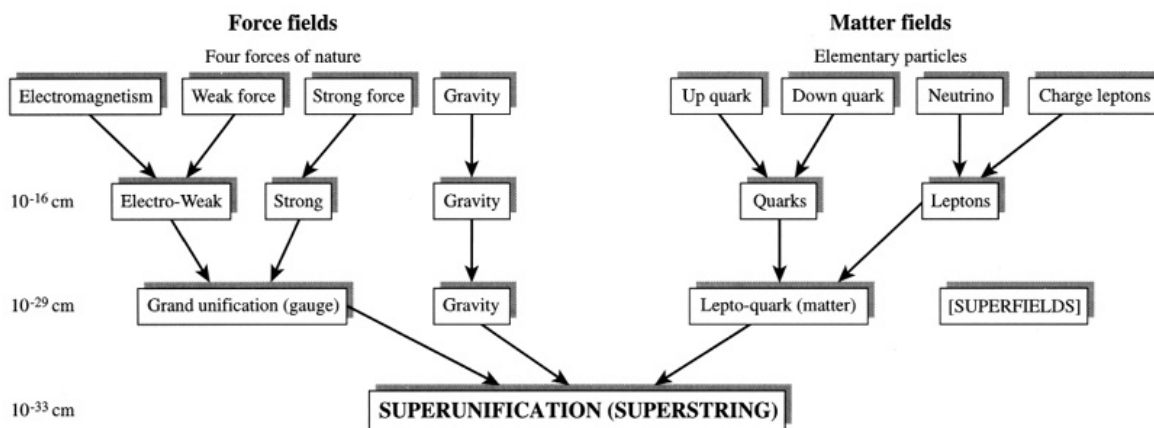 Force fields
Matter fields
Four forces of nature
Elementary particles
Electromagnetism
Weak force
Strong force
Gravity
Up quark
Down quark
Neutrino
Charge leptons
10⁻¹⁶ cm
Electro-Weak
Strong
Gravity
Quarks
Leptons
10⁻²⁹ cm
Grand unification (gauge)
Gravity
Lepto-quark (matter)
[SUPERFIELDS]
10⁻³³ cm
SUPERUNIFICATION (SUPERSTRING)